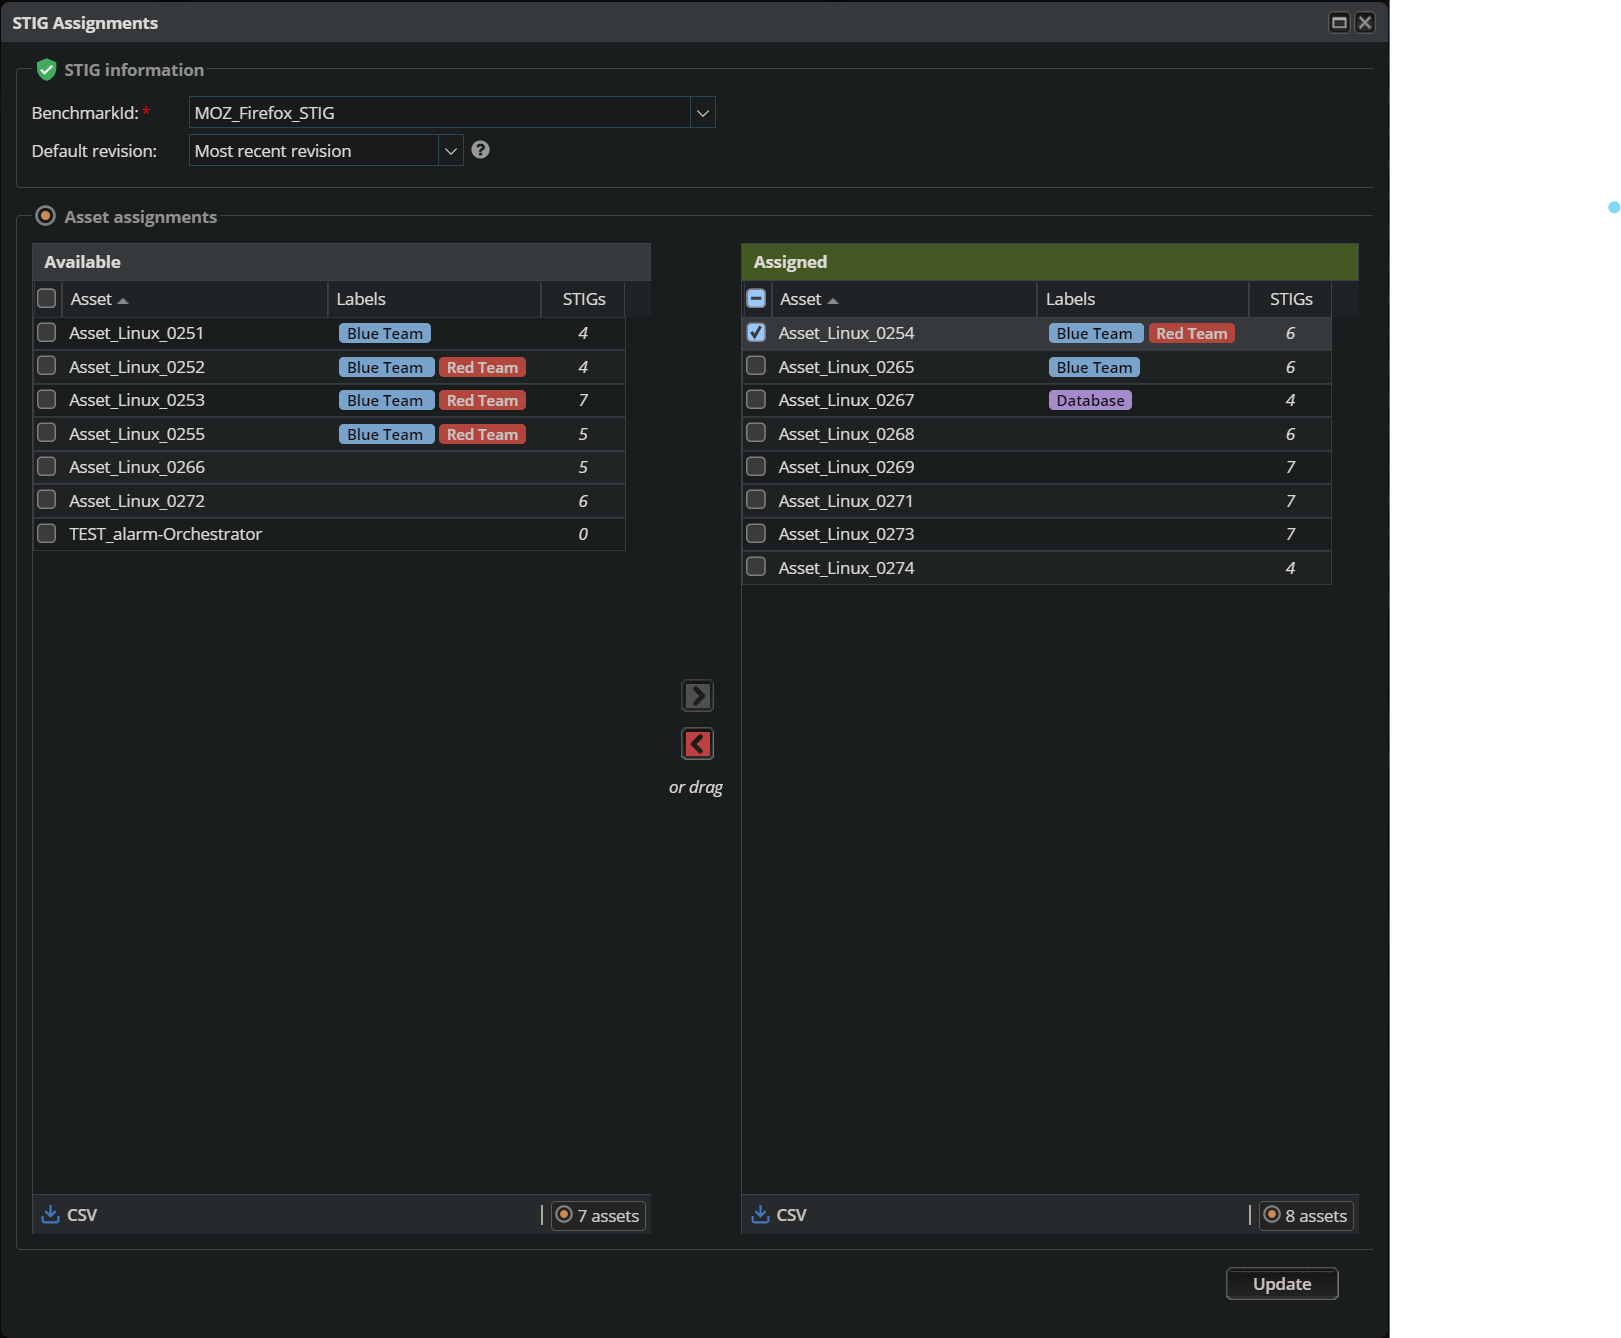 STIG Assignments
STIG information
BenchmarkId: * MOZ_Firefox_STIG
Default revision: Most recent revision
Asset assignments
Available
Asset Labels STIGs
Asset_Linux_0251 Blue Team 4
Asset_Linux_0252 Blue Team Red Team 4
Asset_Linux_0253 Blue Team Red Team 7
Asset_Linux_0255 Blue Team Red Team 5
Asset_Linux_0266 5
Asset_Linux_0272 6
TEST_alarm-Orchestrator 0
CSV 7 assets
or drag
Assigned
Asset Labels STIGs
Asset_Linux_0254 Blue Team Red Team 6
Asset_Linux_0265 Blue Team 6
Asset_Linux_0267 Database 4
Asset_Linux_0268 6
Asset_Linux_0269 7
Asset_Linux_0271 7
Asset_Linux_0273 7
Asset_Linux_0274 4
CSV 8 assets
Update